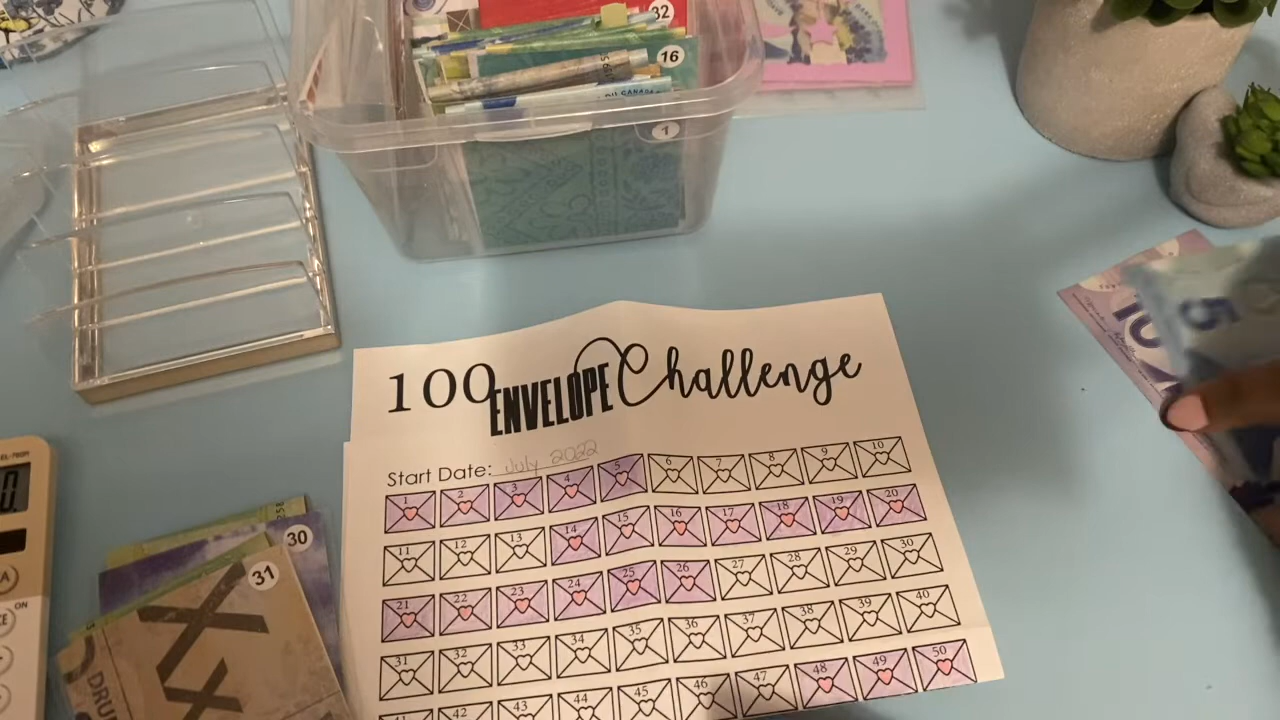 32
16
1
10
5
100 ENVELOPE Challenge
Start Date: July 2022
1 2 3 4 5 6 7 8 9 10
11 12 13 14 15 16 17 18 19 20
21 22 23 24 25 26 27 28 29 30
31 32 33 34 35 36 37 38 39 40
41 42 43 44 45 46 47 48 49 50
30
31
ON